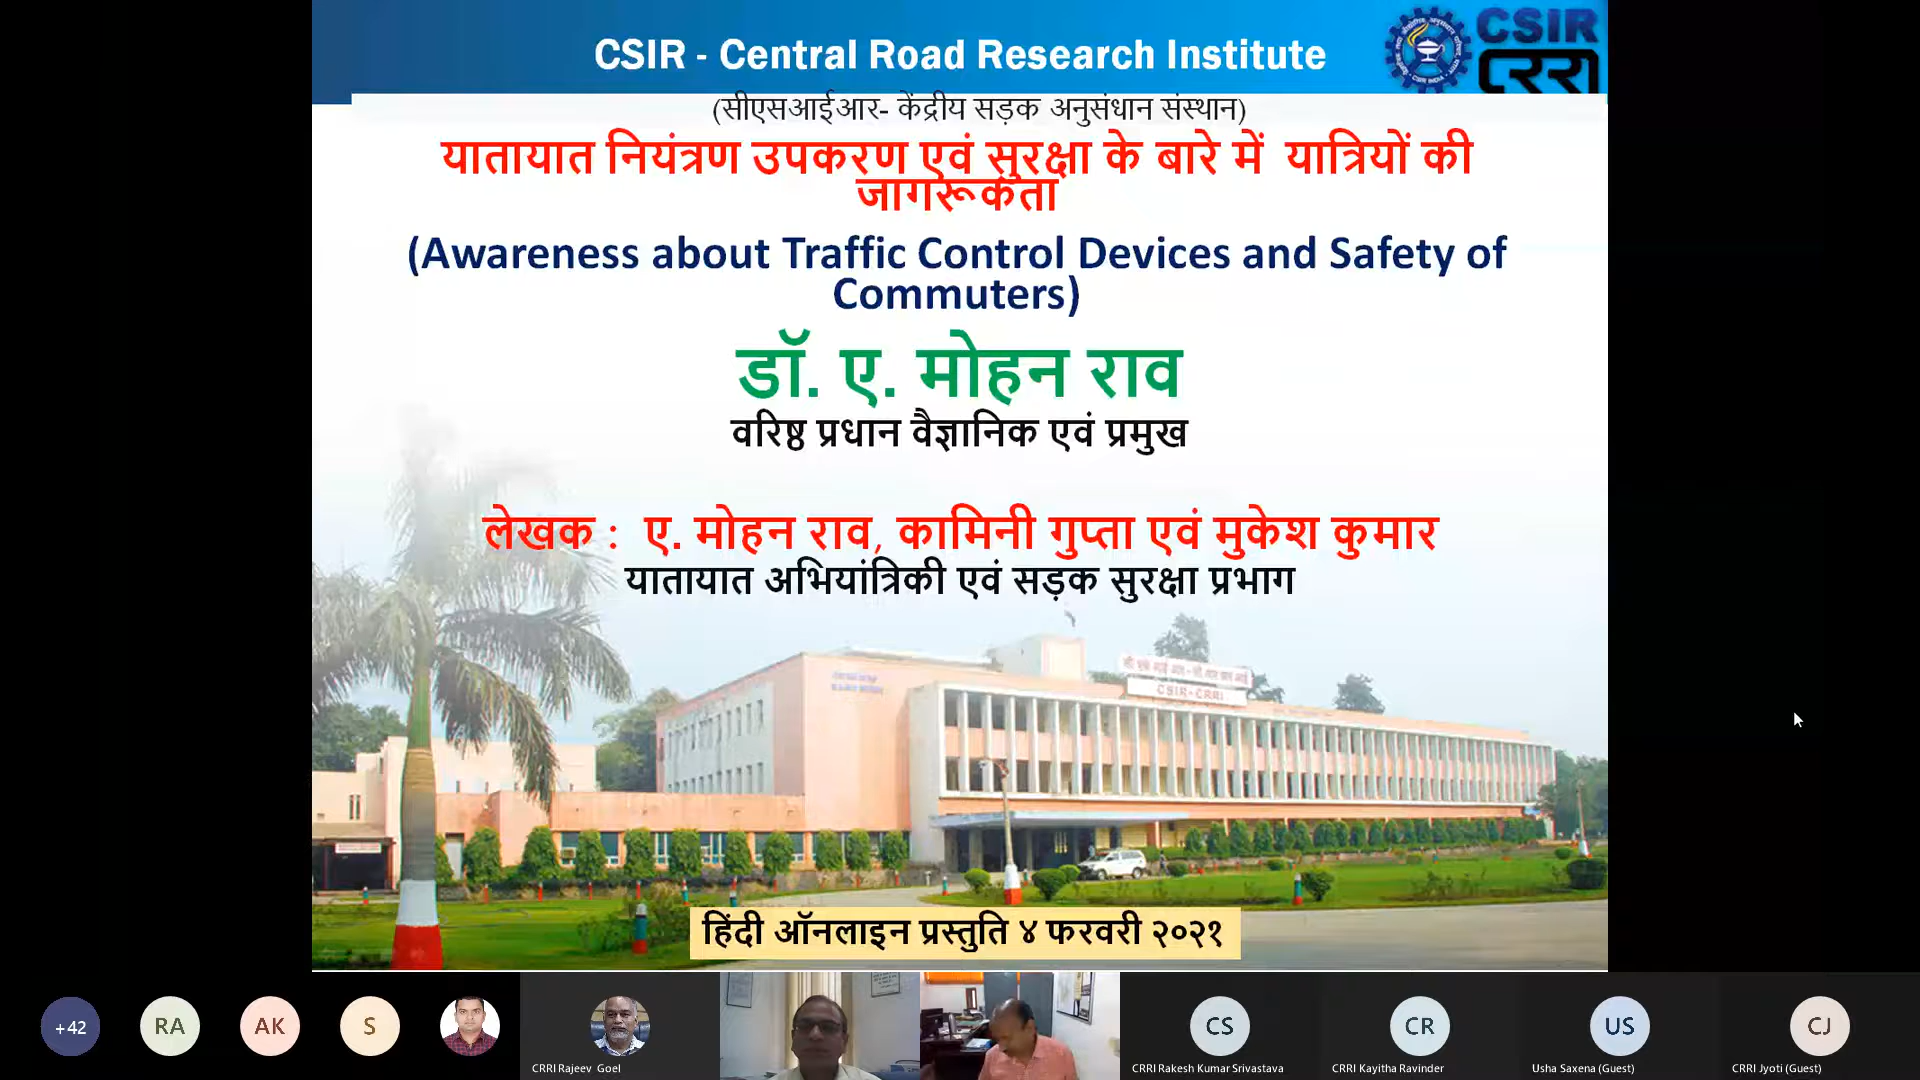 CSIR - Central Road Research Institute
CSIR
CRRI
(सीएसआईआर- केंद्रीय सड़क अनुसंधान संस्थान)
यातायात नियंत्रण उपकरण एवं सुरक्षा के बारे में यात्रियों की
जागरूकता
(Awareness about Traffic Control Devices and Safety of
Commuters)
डॉ. ए. मोहन राव
वरिष्ठ प्रधान वैज्ञानिक एवं प्रमुख
लेखक : ए. मोहन राव, कामिनी गुप्ता एवं मुकेश कुमार
यातायात अभियांत्रिकी एवं सड़क सुरक्षा प्रभाग
CSIR-CRRI
हिंदी ऑनलाइन प्रस्तुति ४ फरवरी २०२१
+42
RA
AK
S
CRRI Rajeev Goel
CS
CRRI Rakesh Kumar Srivastava
CR
CRRI Kayitha Ravinder
US
Usha Saxena (Guest)
CJ
CRRI Jyoti (Guest)